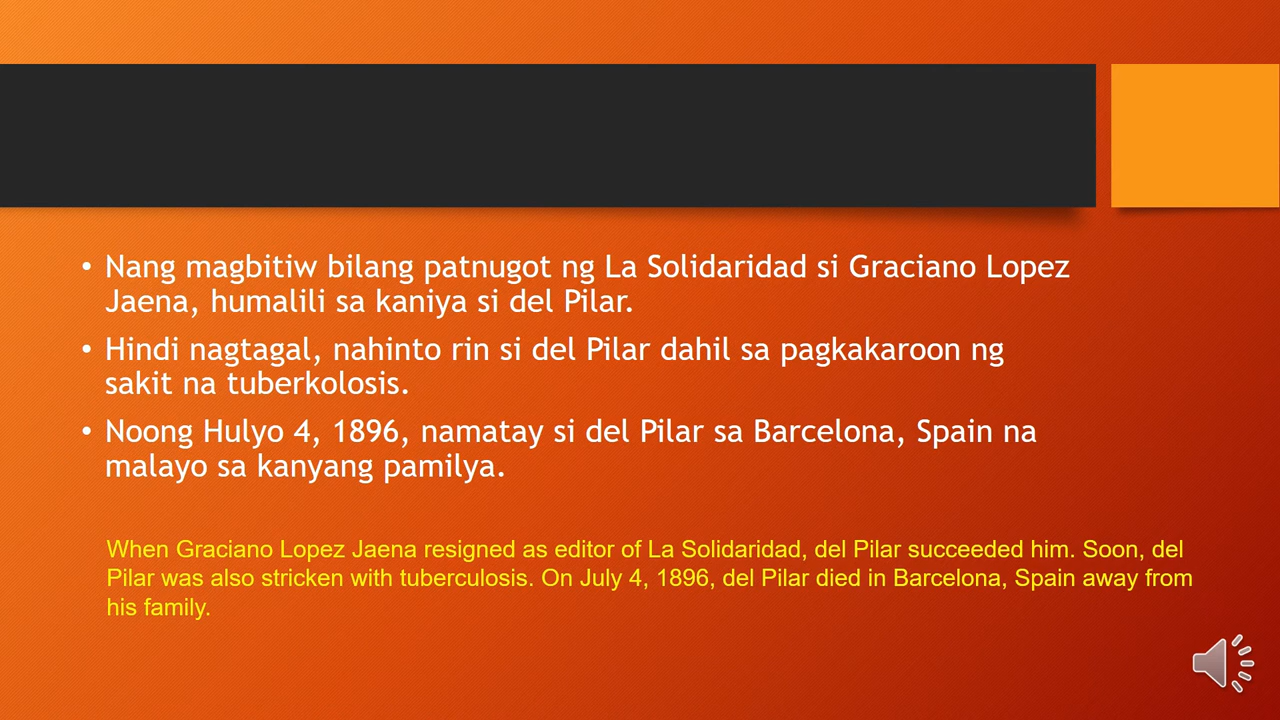 • Nang magbitiw bilang patnugot ng La Solidaridad si Graciano Lopez
Jaena, humalili sa kaniya si del Pilar.
• Hindi nagtagal, nahinto rin si del Pilar dahil sa pagkakaroon ng
sakit na tuberkolosis.
• Noong Hulyo 4, 1896, namatay si del Pilar sa Barcelona, Spain na
malayo sa kanyang pamilya.
When Graciano Lopez Jaena resigned as editor of La Solidaridad, del Pilar succeeded him. Soon, del
Pilar was also stricken with tuberculosis. On July 4, 1896, del Pilar died in Barcelona, Spain away from
his family.